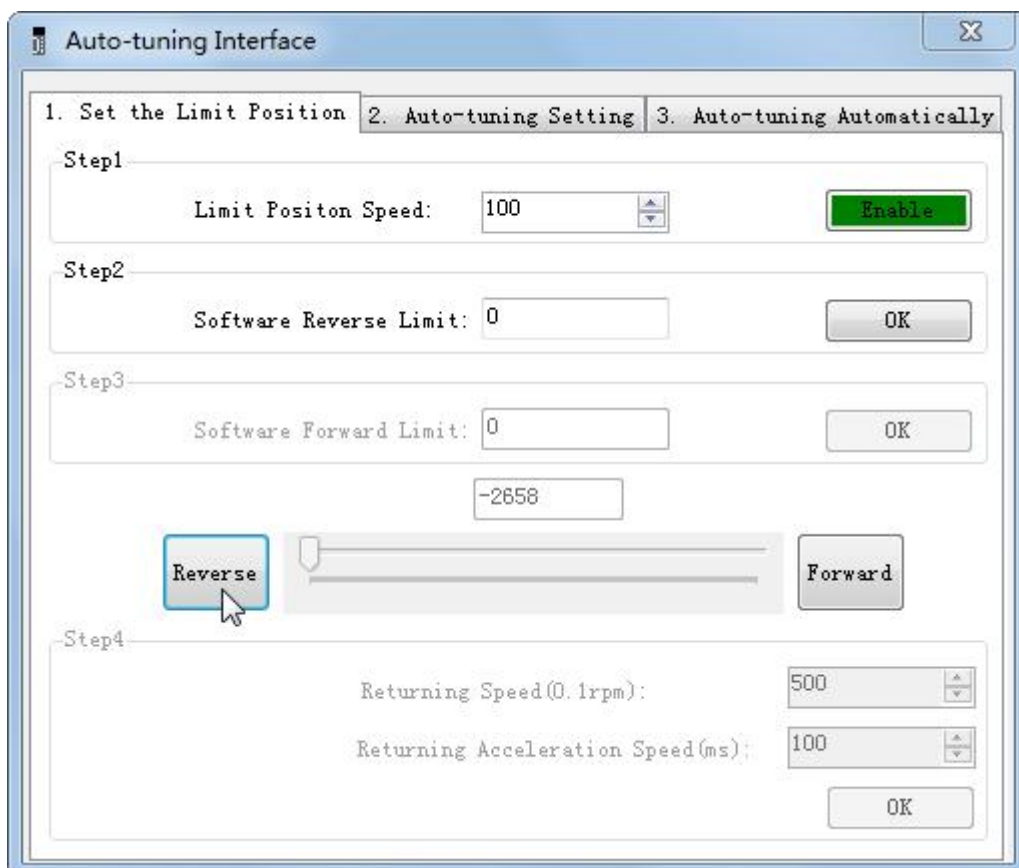 Auto-tuning Interface
1. Set the Limit Position 2. Auto-tuning Setting 3. Auto-tuning Automatically
Step1
Limit Positon Speed: 100 Enable
Step2
Software Reverse Limit: 0 OK
Step3
Software Forward Limit: 0 OK
-2658
Reverse Forward
Step4
Returning Speed(0.1rpm): 500
Returning Acceleration Speed(ms): 100
OK